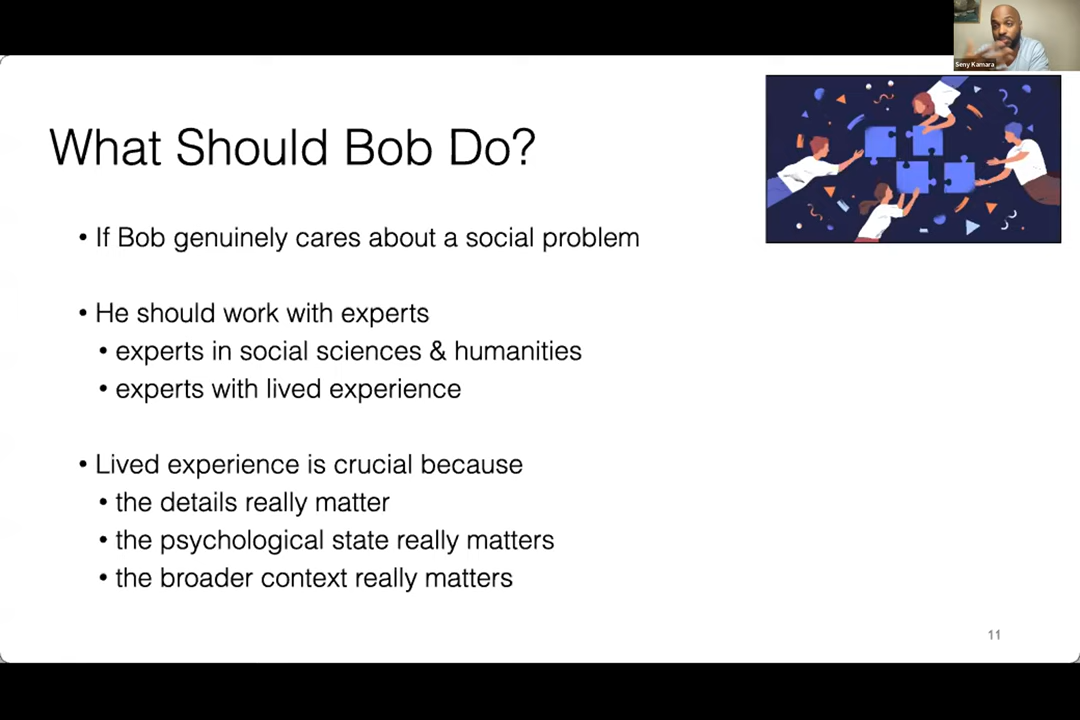 Seny Kamara
What Should Bob Do?
• If Bob genuinely cares about a social problem
• He should work with experts
• experts in social sciences & humanities
• experts with lived experience
• Lived experience is crucial because
• the details really matter
• the psychological state really matters
• the broader context really matters
11